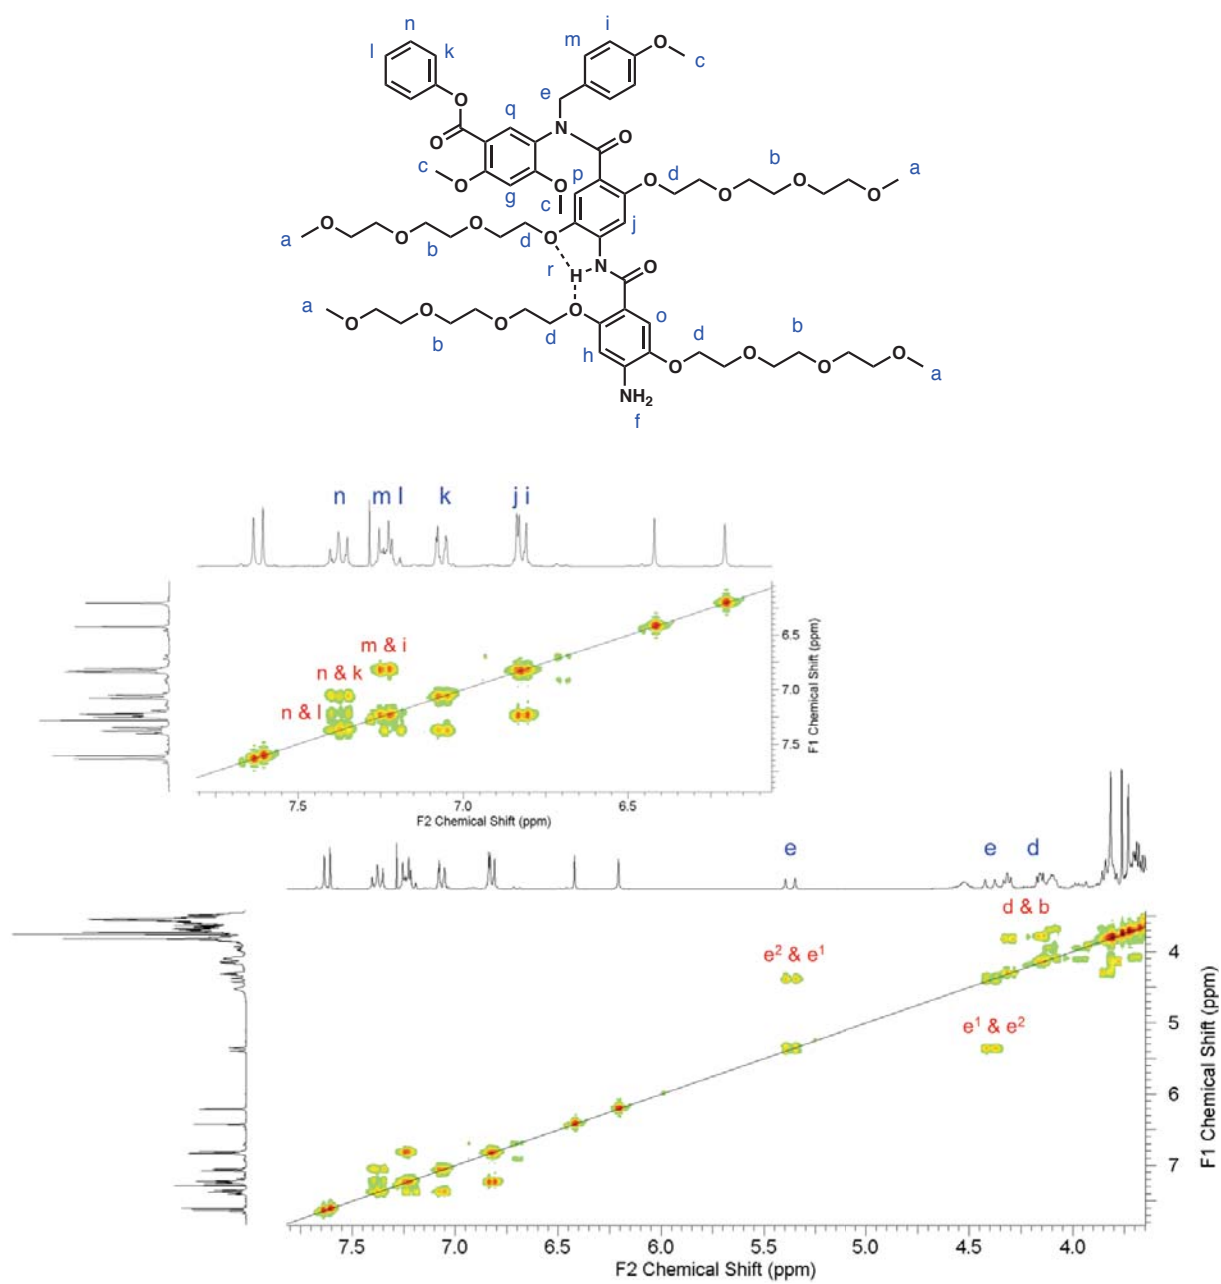 n
i
l
k
m
O
c
O
e
q
N
O
O
O
c
O
g
O
c
p
O
d
O
b
O
O
a
j
a
O
O
b
O
d
O
r
H
N
O
a
O
O
b
O
d
O
h
o
O
d
O
b
O
O
a
NH2
f
n m l k j i
m & i
n & k
n & l
6.5
7.0
7.5
F1 Chemical Shift (ppm)
7.5 7.0 6.5
F2 Chemical Shift (ppm)
e e d
d & b
e² & e¹
e¹ & e²
4
5
6
7
F1 Chemical Shift (ppm)
7.5 7.0 6.5 6.0 5.5 5.0 4.5 4.0
F2 Chemical Shift (ppm)